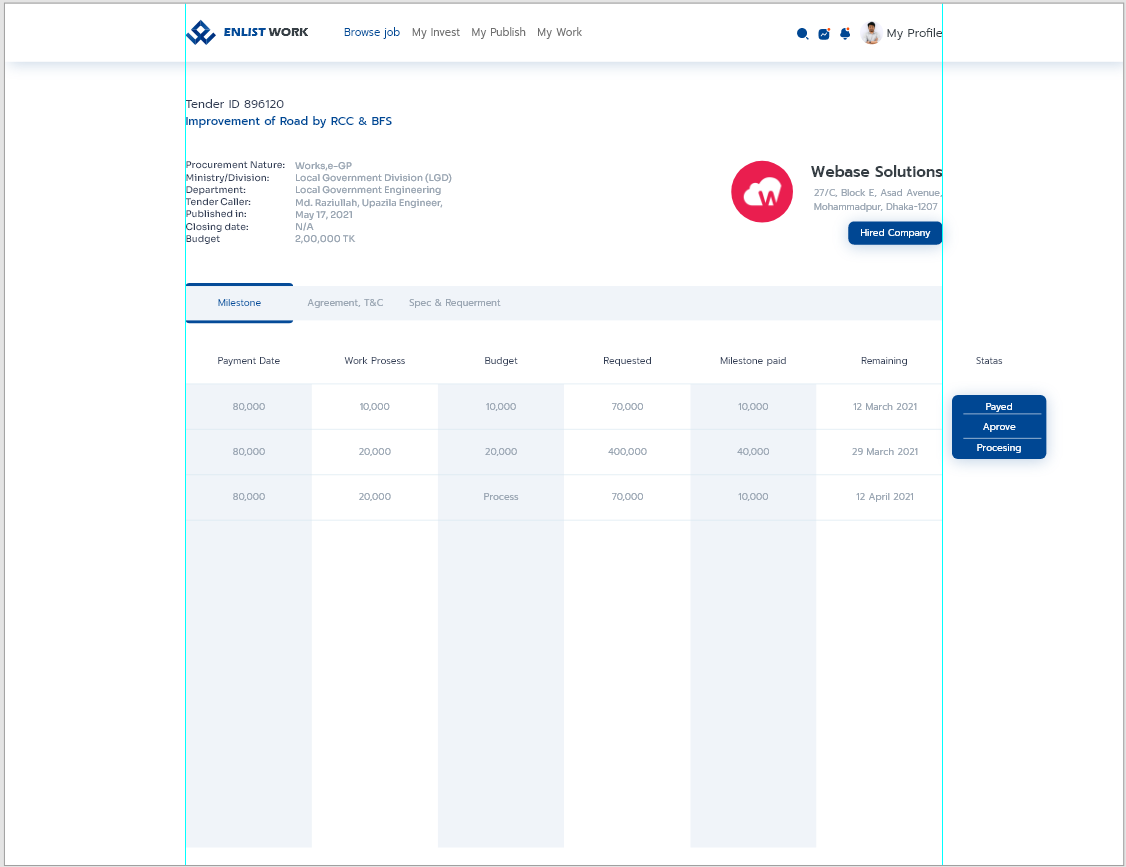 ENLIST WORK Browse job My Invest My Publish My Work My Profile
Tender ID 896120
Improvement of Road by RCC & BFS
Procurement Nature: Works,e-GP
Ministry/Division: Local Government Division (LGD)
Department: Local Government Engineering
Tender Caller: Md. Raziullah, Upazila Engineer,
Published in: May 17, 2021
Closing date: N/A
Budget 2,00,000 TK
W
Webase Solutions
27/C, Block E, Asad Avenue,
Mohammadpur, Dhaka-1207
Hired Company
Milestone Agreement, T&C Spec & Requerment
Payment Date Work Prosess Budget Requested Milestone paid Remaining Statas
80,000 10,000 10,000 70,000 10,000 12 March 2021 Payed
Aprove
Procesing
80,000 20,000 20,000 400,000 40,000 29 March 2021
80,000 20,000 Process 70,000 10,000 12 April 2021